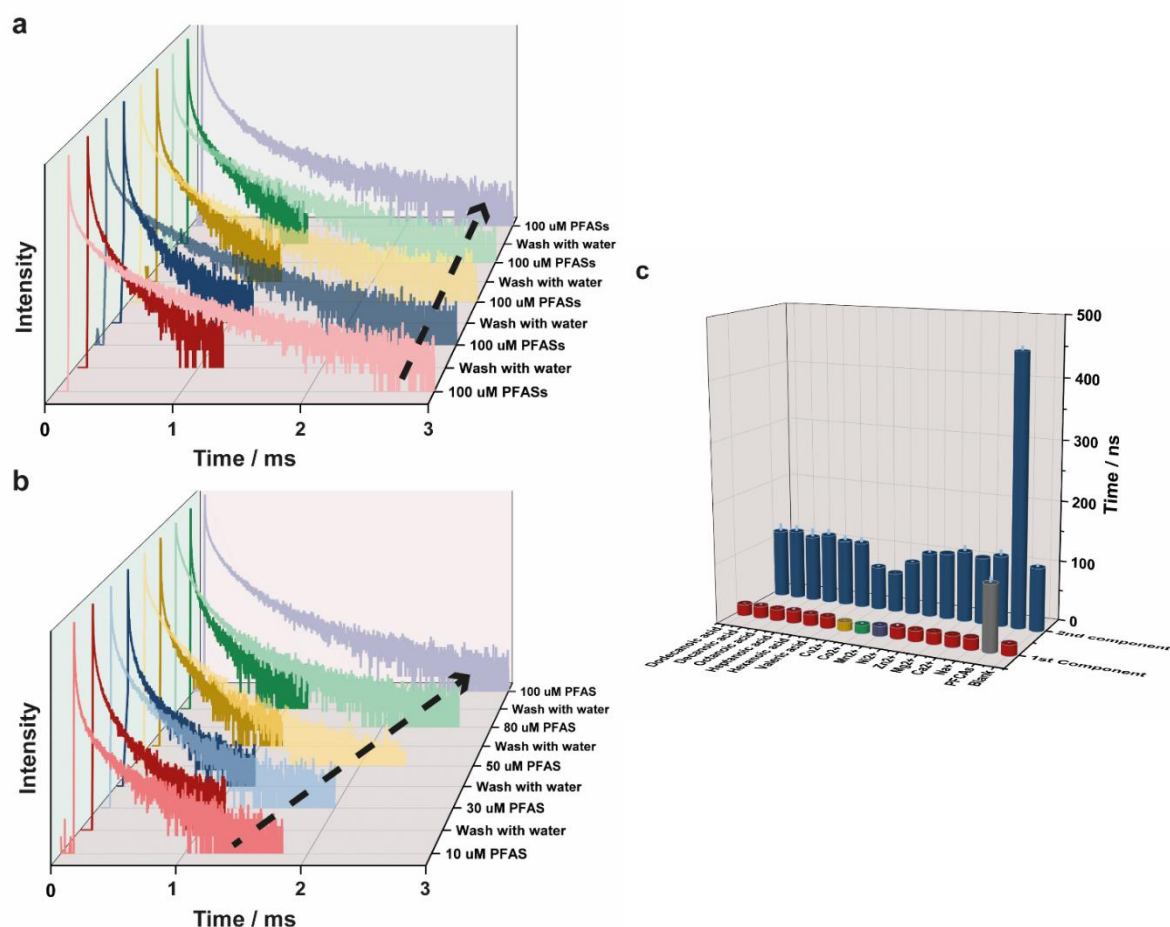 a
Intensity
0
1
2
3
Time / ms
100 uM PFASs
Wash with water
100 uM PFASs
Wash with water
100 uM PFASs
Wash with water
100 uM PFASs
Wash with water
100 uM PFASs
b
Intensity
0
1
2
3
Time / ms
100 uM PFAS
Wash with water
80 uM PFAS
Wash with water
50 uM PFAS
Wash with water
30 uM PFAS
Wash with water
10 uM PFAS
c
500
400
300
200
100
0
Time / ns
2nd component
1st Component
Dodecanoic acid
Decanoic acid
Octanoic acid
Heptanoic acid
Hexanoic acid
Valeric acid
Cu2+
Co2+
Mn2+
Ni2+
Zn2+
Mg2+
Ca2+
Na+
PFCAs
Blank